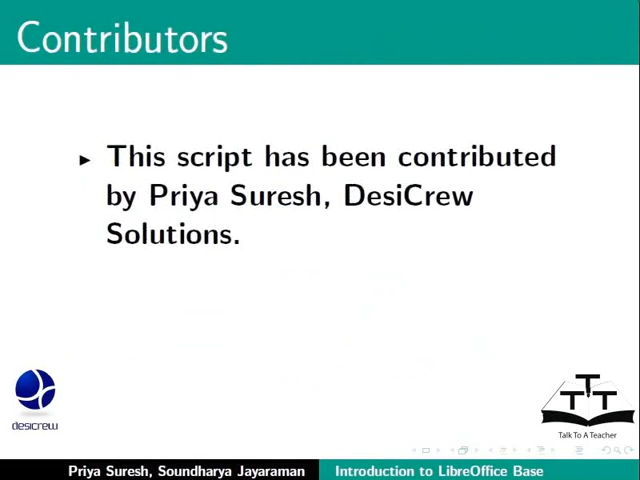 Contributors
This script has been contributed
by Priya Suresh, DesiCrew
Solutions.
desicrew
TTT
Talk To A Teacher
Priya Suresh, Soundharya Jayaraman
Introduction to LibreOffice Base